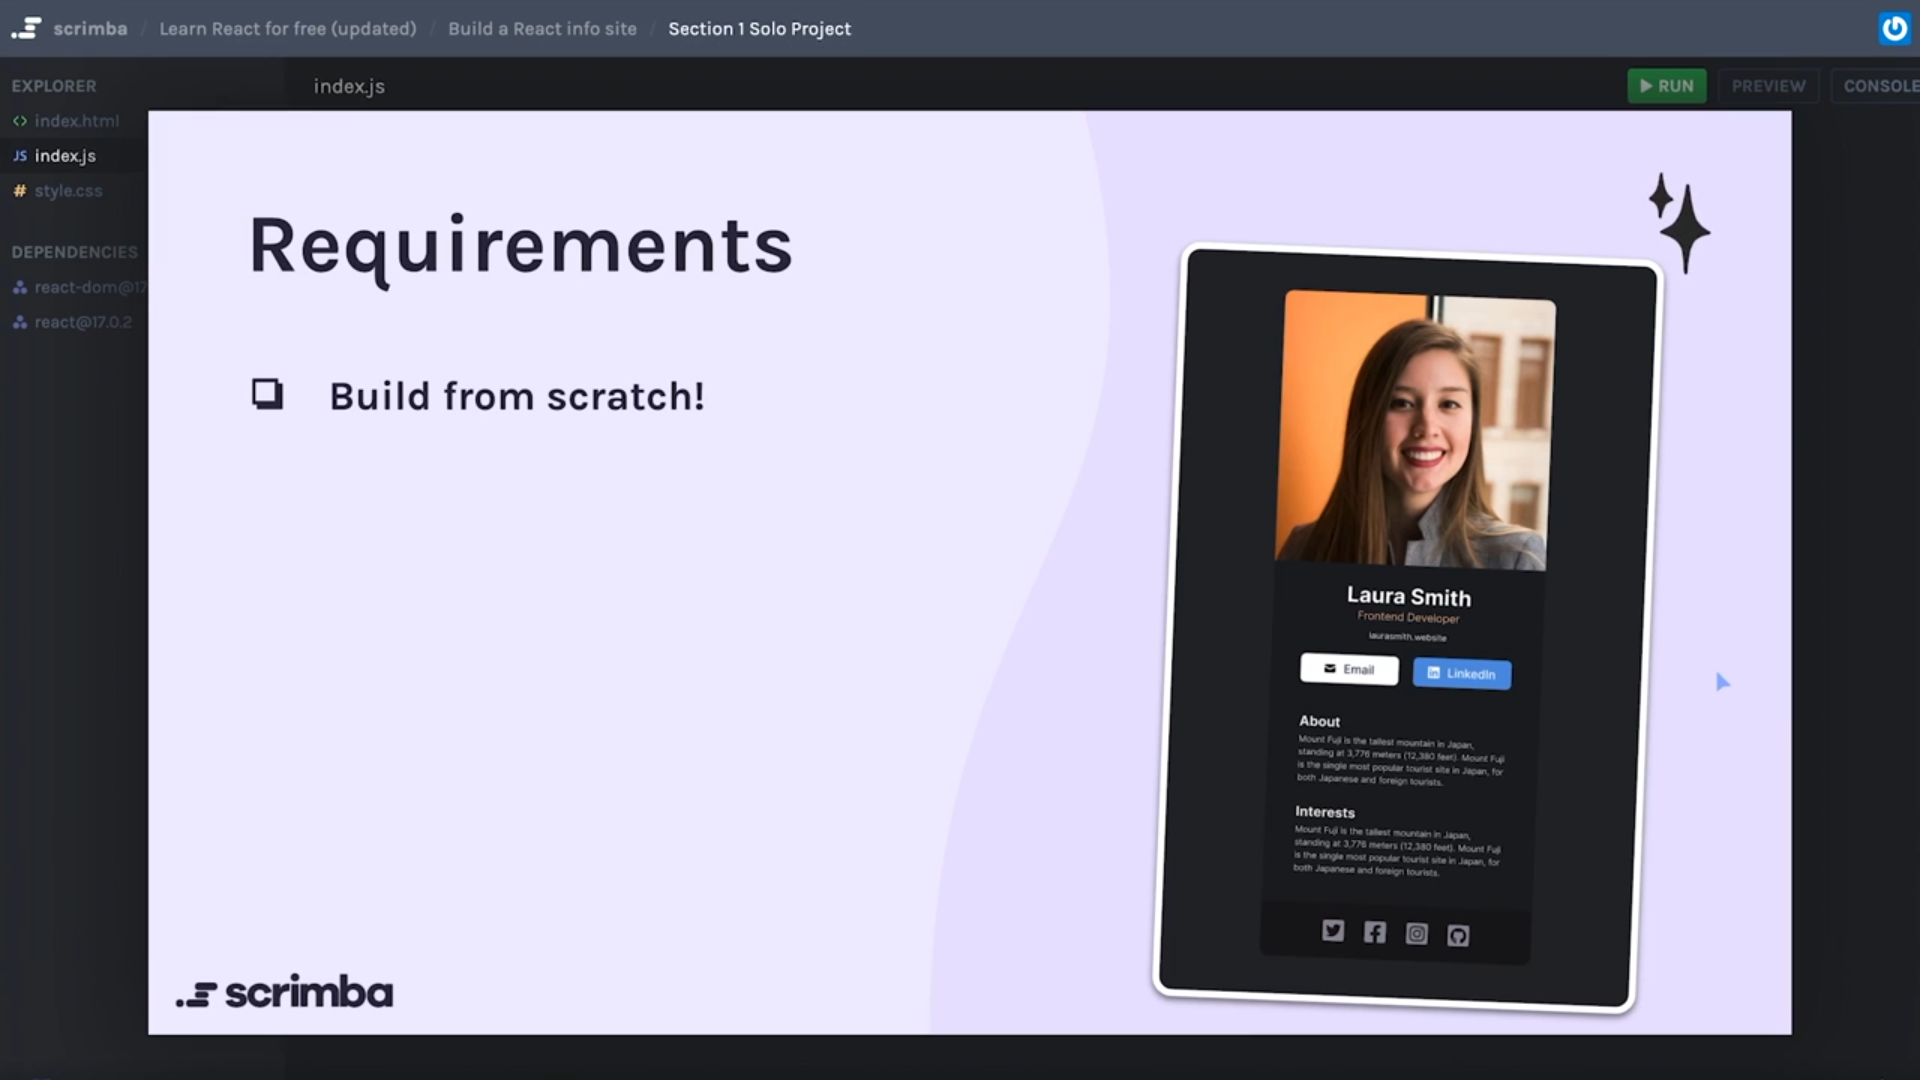 scrimba / Learn React for free (updated) / Build a React info site / Section 1 Solo Project
EXPLORER
index.js
RUN
PREVIEW
CONSOLE
<> index.html
JS index.js
# style.css
DEPENDENCIES
react-dom@17
react@17.0.2
Requirements
Build from scratch!
scrimba
Laura Smith
Frontend Developer
laurasmith.website
Email
LinkedIn
About
Mount Fuji is the tallest mountain in Japan,
standing at 3,776 meters (12,380 feet). Mount Fuji
is the single most popular tourist site in Japan, for
both Japanese and foreign tourists.
Interests
Mount Fuji is the tallest mountain in Japan,
standing at 3,776 meters (12,380 feet). Mount Fuji
is the single most popular tourist site in Japan, for
both Japanese and foreign tourists.